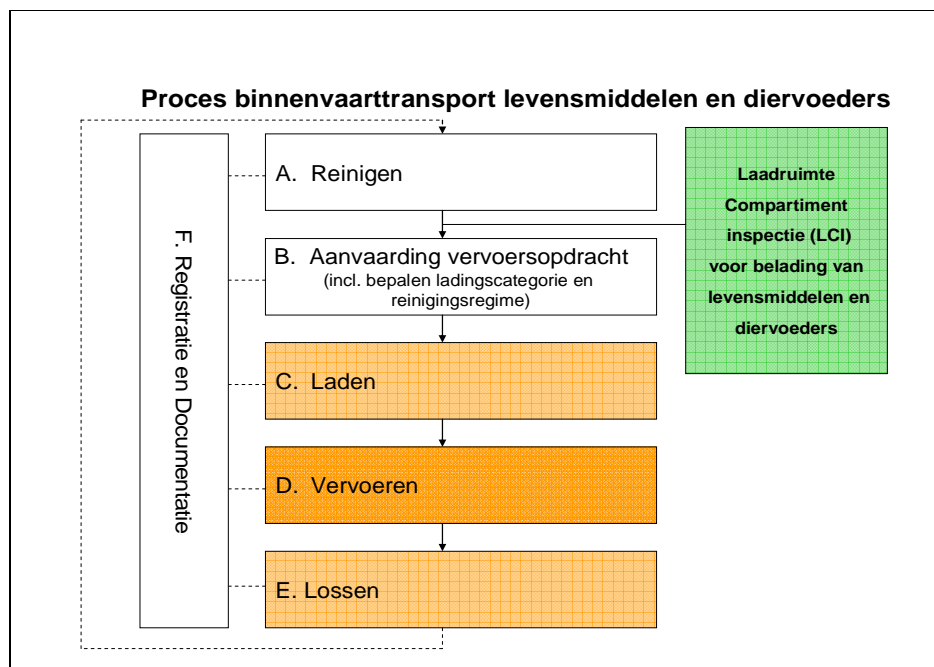 Proces binnenvaarttransport levensmiddelen en diervoeders
F. Registratie en Documentatie
A. Reinigen
B. Aanvaarding vervoersopdracht
(incl. bepalen ladingscategorie en
reinigingsregime)
C. Laden
D. Vervoeren
E. Lossen
Laadruimte
Compartiment
inspectie (LCI)
voor belading van
levensmiddelen en
diervoeders